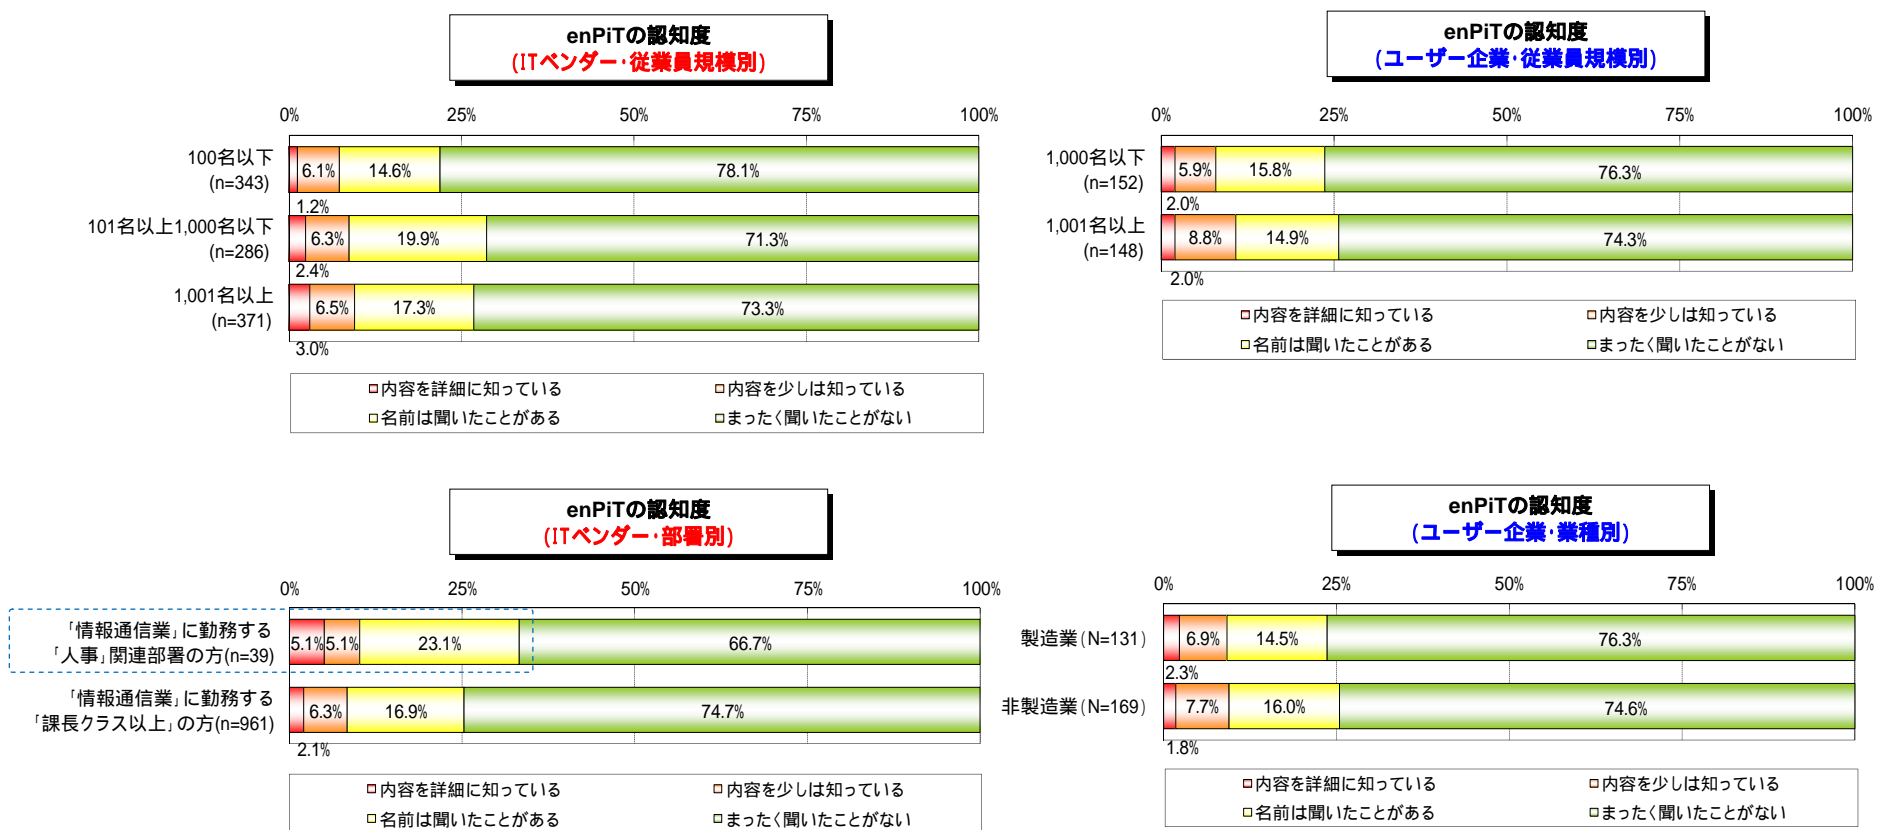 enPiTの認知度
(ITベンダー・従業員規模別)
0% 25% 50% 75% 100%
100名以下
(n=343)
6.1% 14.6% 78.1%
1.2%
101名以上1,000名以下
(n=286)
6.3% 19.9% 71.3%
2.4%
1,001名以上
(n=371)
6.5% 17.3% 73.3%
3.0%
内容を詳細に知っている 内容を少しは知っている
名前は聞いたことがある まったく聞いたことがない
enPiTの認知度
(ユーザー企業・従業員規模別)
0% 25% 50% 75% 100%
1,000名以下
(n=152)
5.9% 15.8% 76.3%
2.0%
1,001名以上
(n=148)
8.8% 14.9% 74.3%
2.0%
内容を詳細に知っている 内容を少しは知っている
名前は聞いたことがある まったく聞いたことがない
enPiTの認知度
(ITベンダー・部署別)
0% 25% 50% 75% 100%
「情報通信業」に勤務する
「人事」関連部署の方(n=39)
5.1% 5.1% 23.1% 66.7%
「情報通信業」に勤務する
「課長クラス以上」の方(n=961)
6.3% 16.9% 74.7%
2.1%
内容を詳細に知っている 内容を少しは知っている
名前は聞いたことがある まったく聞いたことがない
enPiTの認知度
(ユーザー企業・業種別)
0% 25% 50% 75% 100%
製造業(N=131)
6.9% 14.5% 76.3%
2.3%
非製造業(N=169)
7.7% 16.0% 74.6%
1.8%
内容を詳細に知っている 内容を少しは知っている
名前は聞いたことがある まったく聞いたことがない